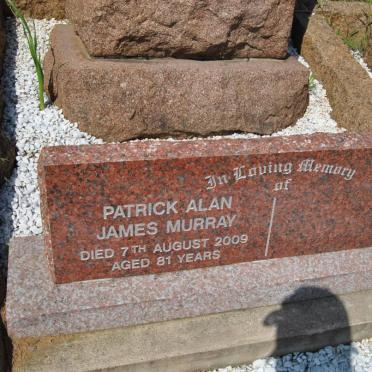 In Loving Memory
of
PATRICK ALAN
JAMES MURRAY
DIED 7TH AUGUST 2009
AGED 81 YEARS